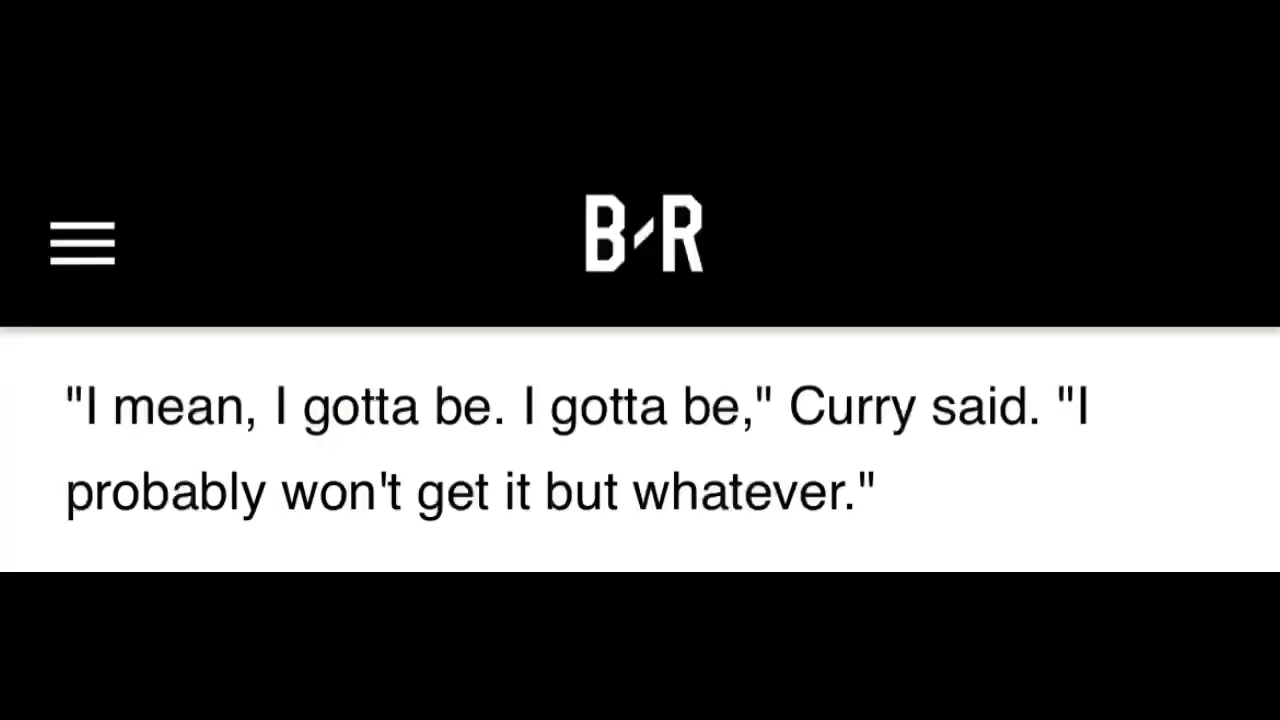 B/R
"I mean, I gotta be. I gotta be," Curry said. "I
probably won't get it but whatever."